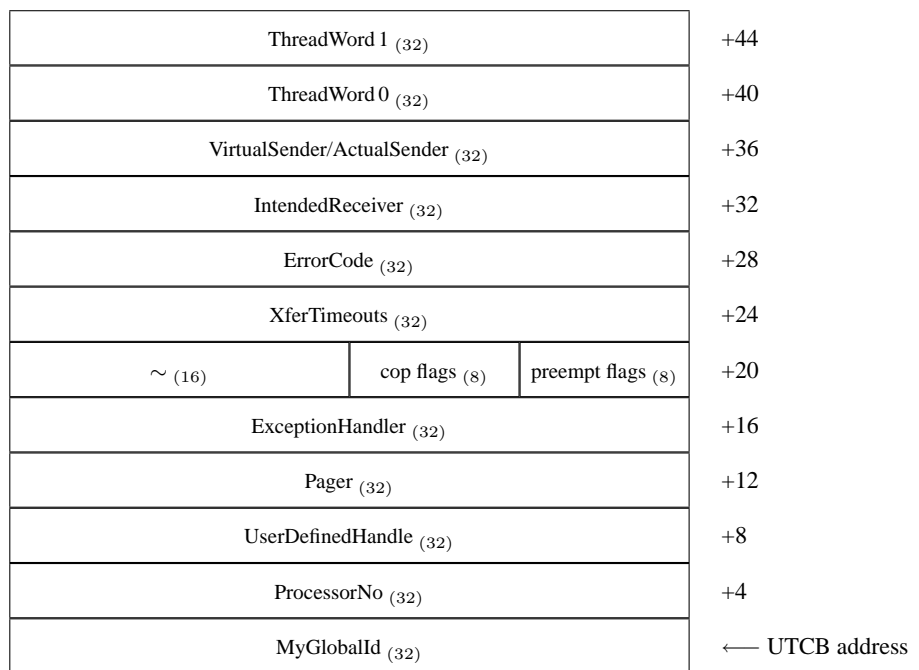 ThreadWord 1 (32) +44
ThreadWord 0 (32) +40
VirtualSender/ActualSender (32) +36
IntendedReceiver (32) +32
ErrorCode (32) +28
XferTimeouts (32) +24
~ (16) cop flags (8) preempt flags (8) +20
ExceptionHandler (32) +16
Pager (32) +12
UserDefinedHandle (32) +8
ProcessorNo (32) +4
MyGlobalId (32) ← UTCB address